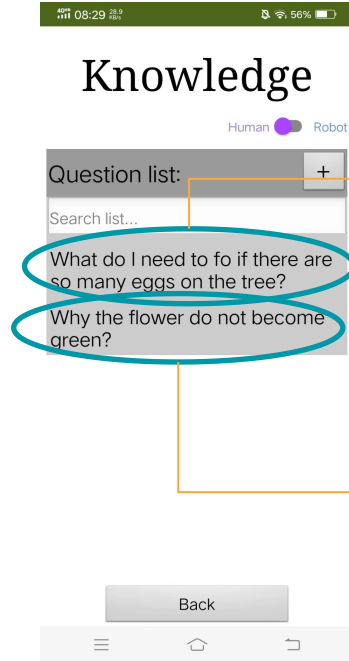 4G 08:29 28.9 KB/s 56%
Knowledge
Human Robot
Question list: +
Search list...
What do I need to fo if there are
so many eggs on the tree?
Why the flower do not become
green?
Back